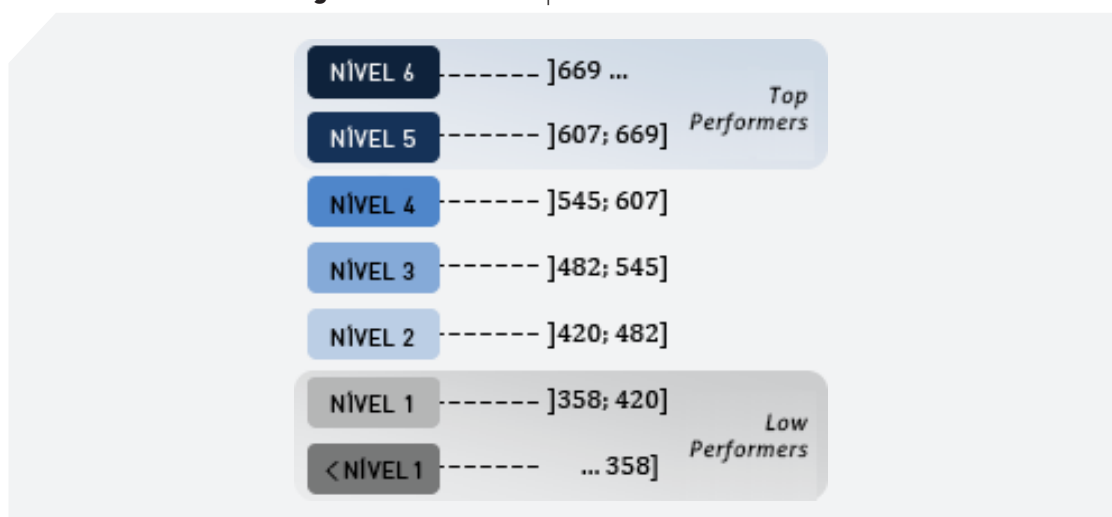 NÍVEL 6 ------- ]669 ...
Top
Performers
NÍVEL 5 ------- ]607; 669]
NÍVEL 4 ------- ]545; 607]
NÍVEL 3 ------- ]482; 545]
NÍVEL 2 ------- ]420; 482]
NÍVEL 1 ------- ]358; 420]
Low
Performers
<NÍVEL 1 ------- ... 358]